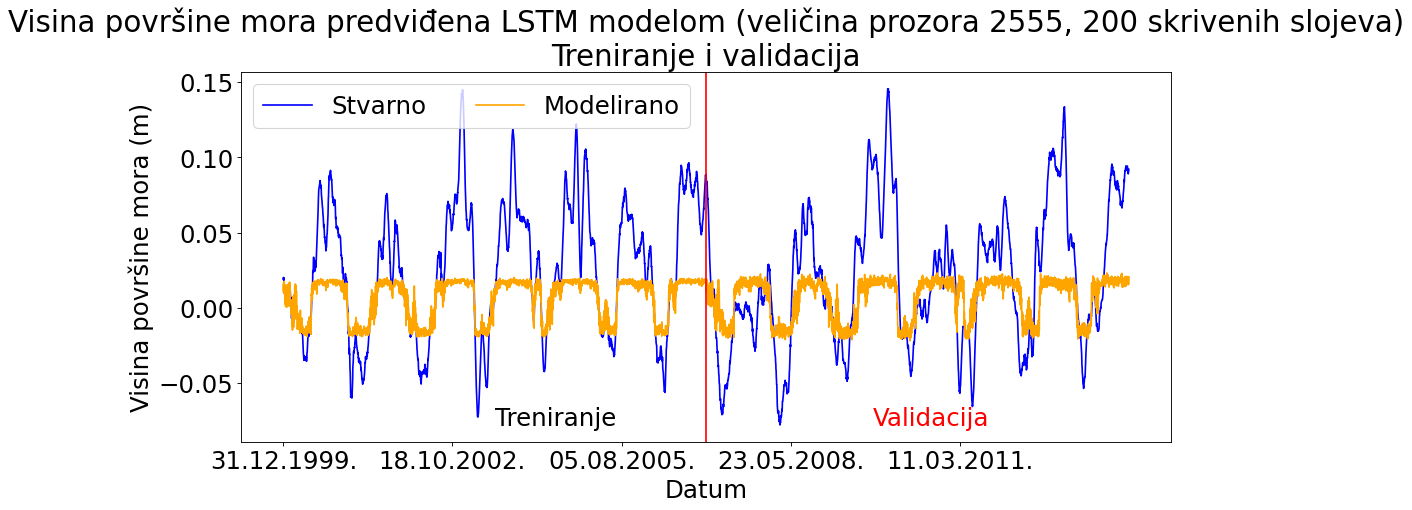 Visina površine mora predviđena LSTM modelom (veličina prozora 2555, 200 skrivenih slojeva)
Treniranje i validacija
Stvarno
Modelirano
Visina površine mora (m)
0.15
0.10
0.05
0.00
−0.05
Treniranje
Validacija
31.12.1999.
18.10.2002.
05.08.2005.
23.05.2008.
11.03.2011.
Datum